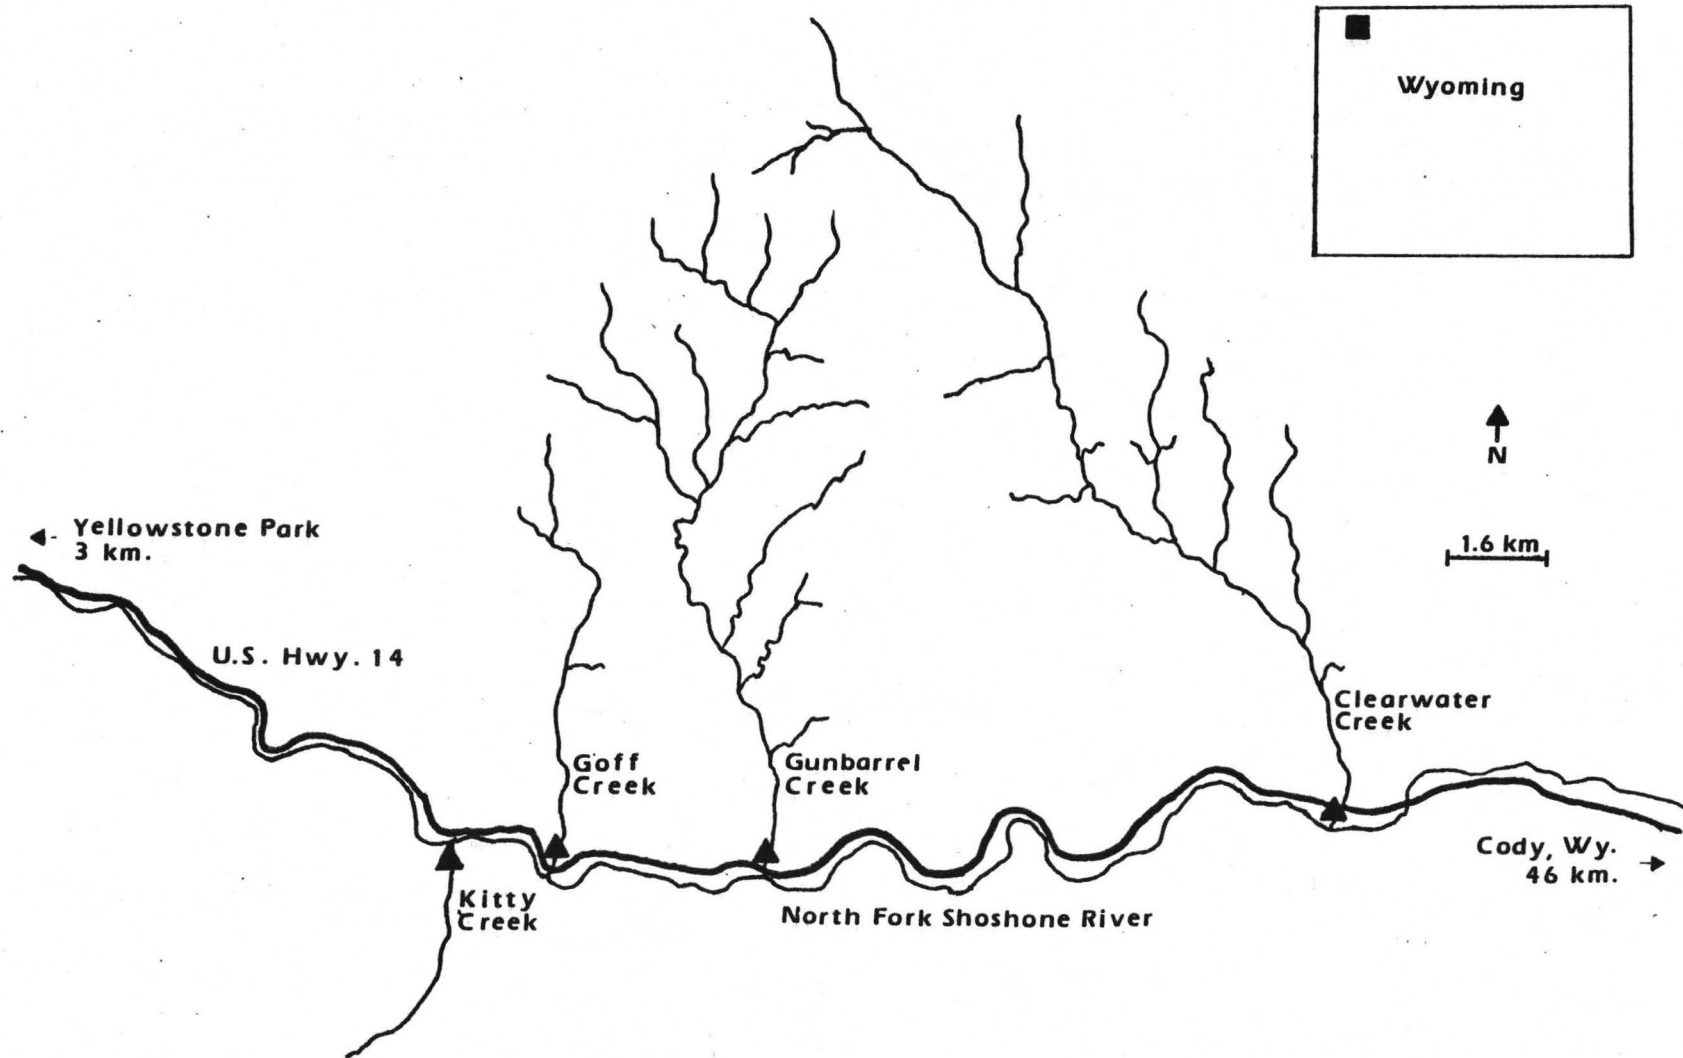 Wyoming
N
1.6 km
Yellowstone Park
3 km.
U.S. Hwy. 14
Goff
Creek
Gunbarrel
Creek
Clearwater
Creek
Kitty
Creek
North Fork Shoshone River
Cody, Wy.
46 km.